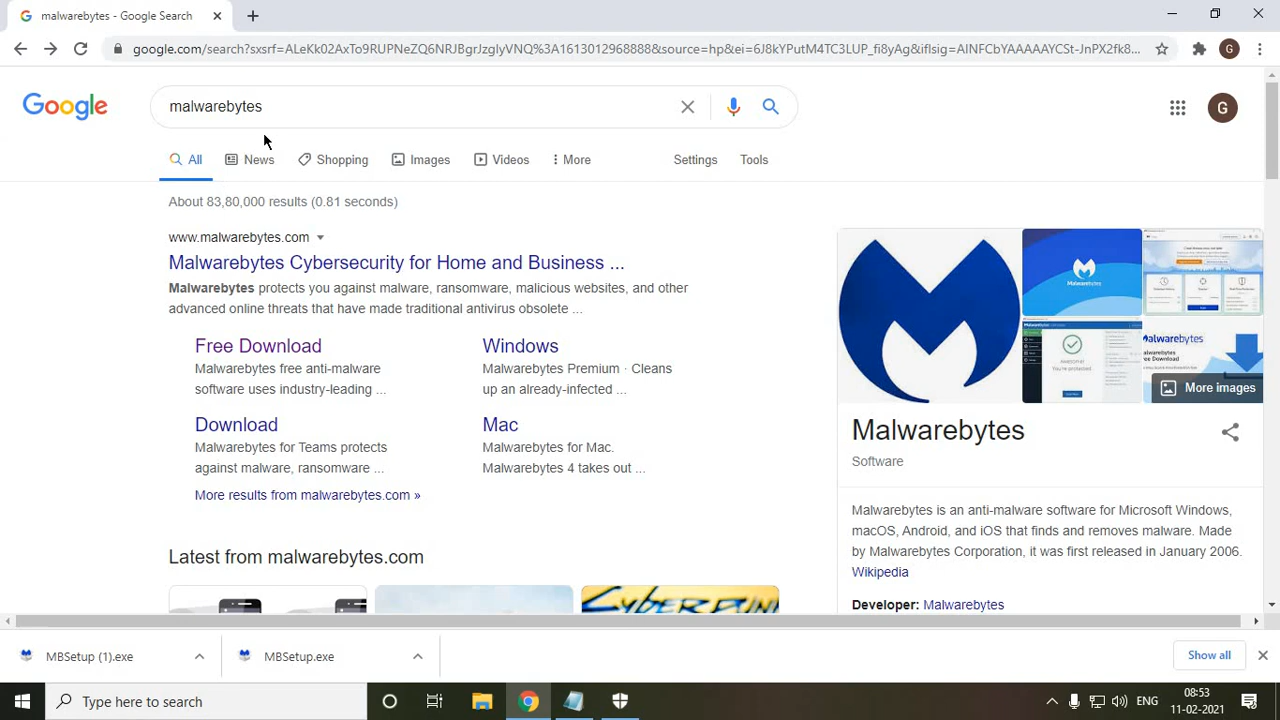 malwarebytes - Google Search
google.com/search?sxsrf=ALeKk02AxTo9RUPNeZQ6NRJBgrJzglyVNQ%3A1613012968888&source=hp&ei=6J8kYPutM4TC3LUP_fi8yAg&iflsig=AINFCbYAAAAAYCSt-JnPX2fk8...
G
Google
malwarebytes
G
All
News
Shopping
Images
Videos
More
Settings
Tools
About 83,80,000 results (0.81 seconds)
www.malwarebytes.com
Malwarebytes Cybersecurity for Home and Business ...
Malwarebytes protects you against malware, ransomware, malicious websites, and other
advanced online threats that have made traditional antivirus obsolete ...
Free Download
Malwarebytes free anti-malware
software uses industry-leading ...
Windows
Malwarebytes Premium · Cleans
up an already-infected ...
Download
Malwarebytes for Teams protects
against malware, ransomware ...
Mac
Malwarebytes for Mac.
Malwarebytes 4 takes out ...
More results from malwarebytes.com »
Latest from malwarebytes.com
Malwarebytes
More images
Malwarebytes
Software
Malwarebytes is an anti-malware software for Microsoft Windows,
macOS, Android, and iOS that finds and removes malware. Made
by Malwarebytes Corporation, it was first released in January 2006.
Wikipedia
Developer: Malwarebytes
MBSetup (1).exe
MBSetup.exe
Show all
Type here to search
ENG
08:53
11-02-2021